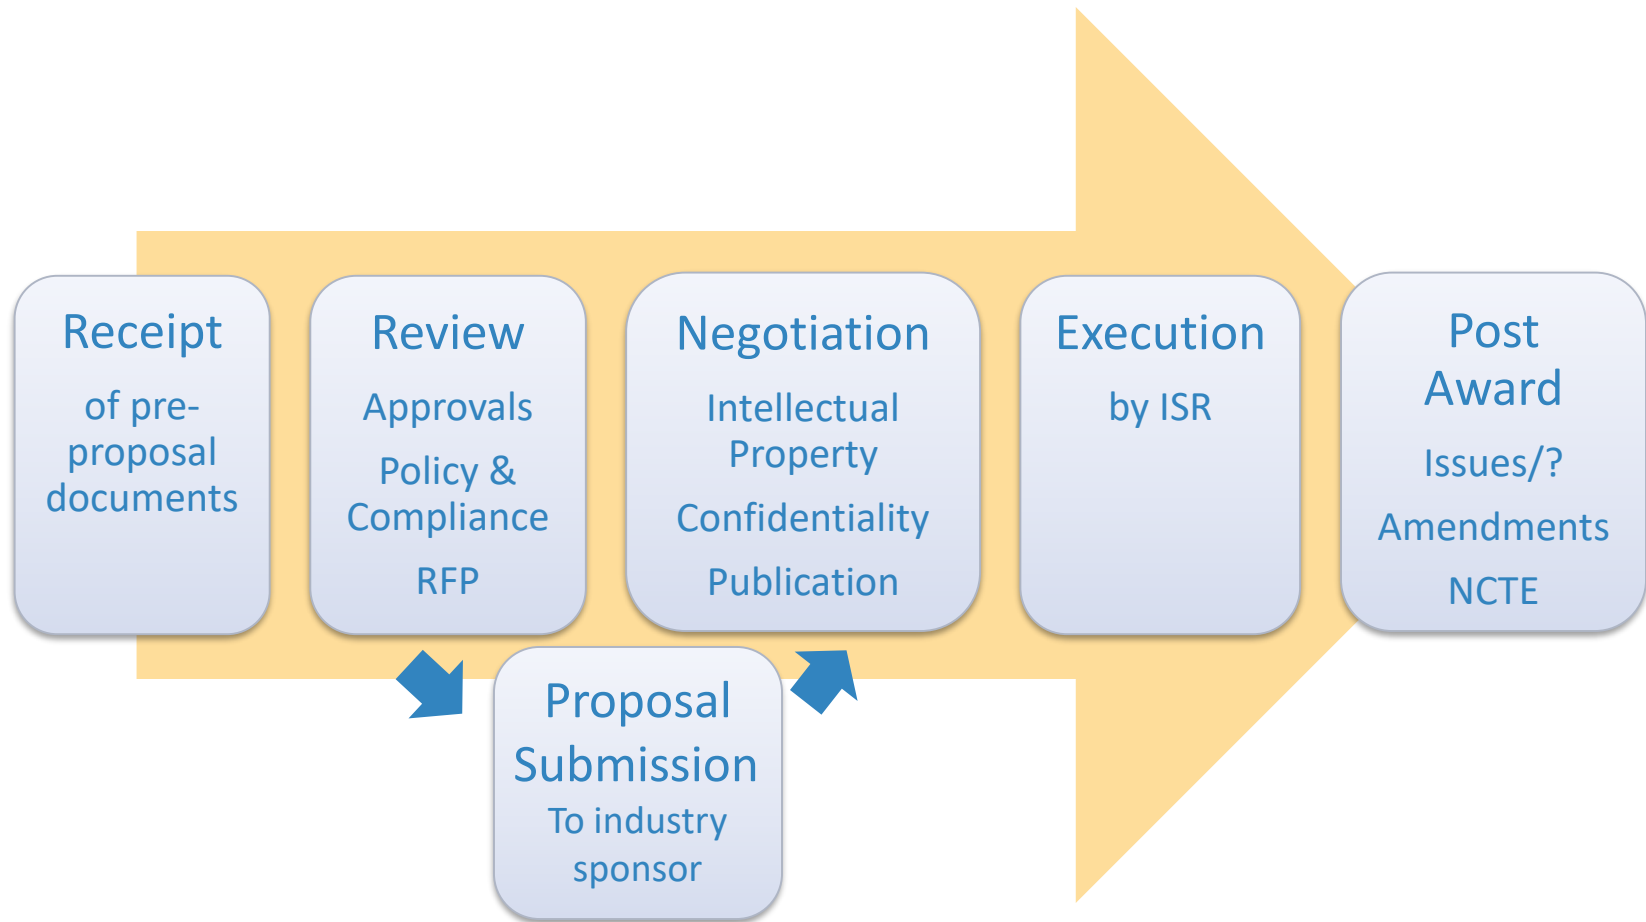 Receipt
of pre-
proposal
documents
Review
Approvals
Policy &
Compliance
RFP
Proposal
Submission
To industry
sponsor
Negotiation
Intellectual
Property
Confidentiality
Publication
Execution
by ISR
Post
Award
Issues/?
Amendments
NCTE